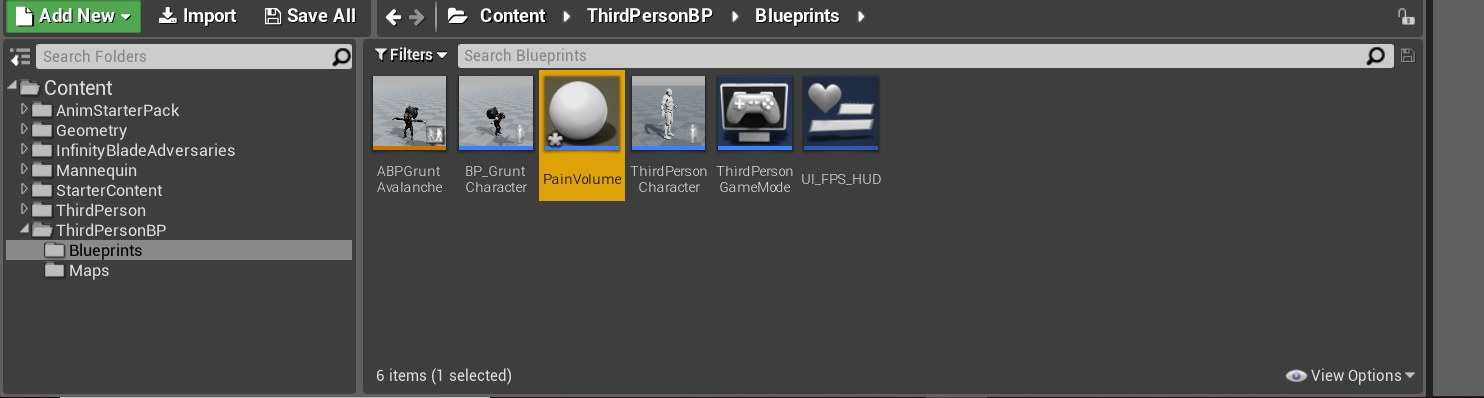 Add New Import Save All Content ThirdPersonBP Blueprints
Search Folders
Filters Search Blueprints
Content
AnimStarterPack
Geometry
InfinityBladeAdversaries
Mannequin
StarterContent
ThirdPerson
ThirdPersonBP
Blueprints
Maps
ABPGrunt
Avalanche
BP_Grunt
Character
PainVolume
ThirdPerson
Character
ThirdPerson
GameMode
UI_FPS_HUD
6 items (1 selected) View Options